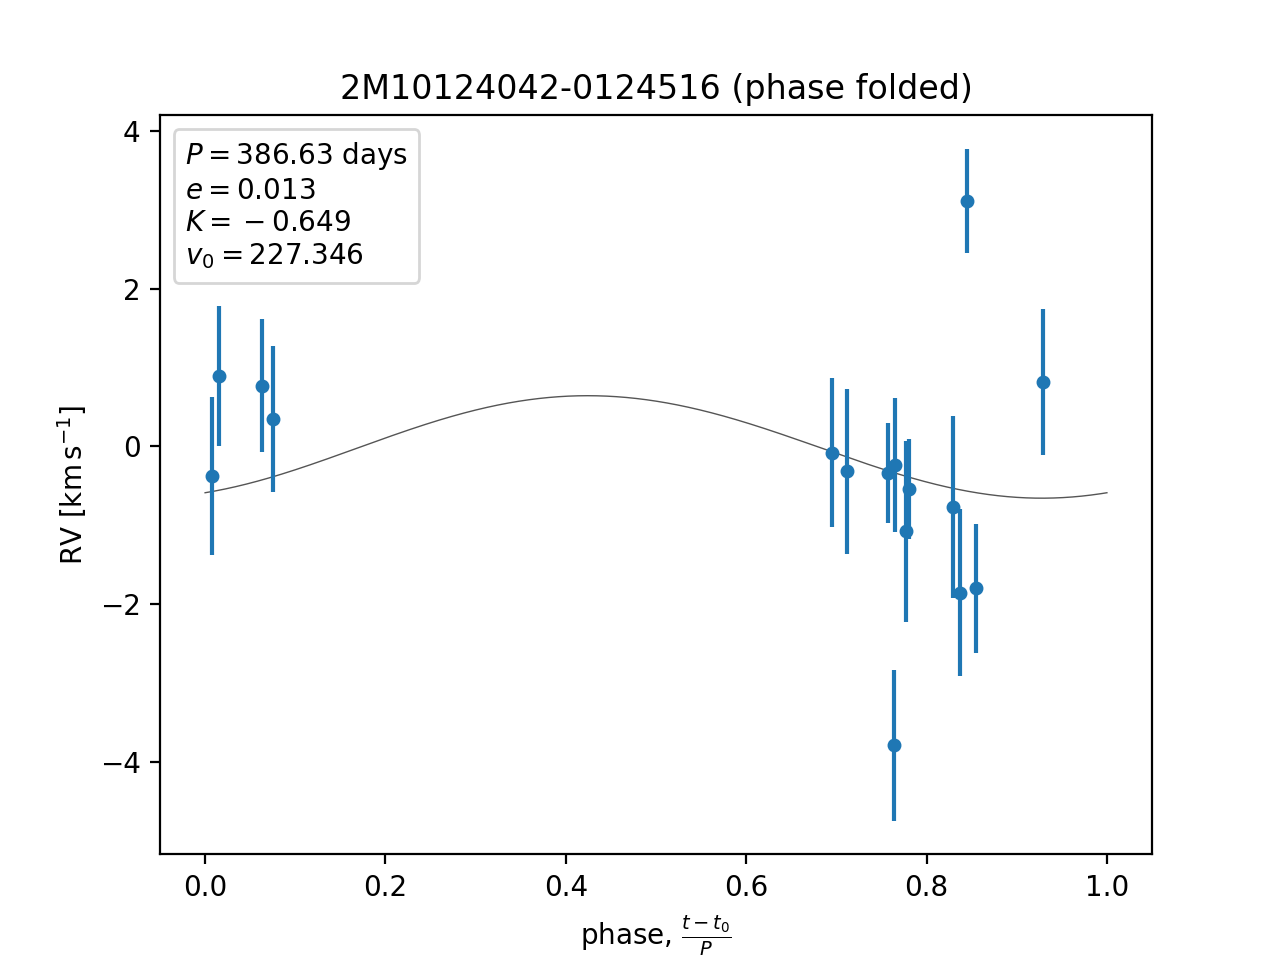 2M10124042-0124516 (phase folded)
P = 386.63 days
e = 0.013
K = −0.649
v₀ = 227.346
RV [km s⁻¹]
4
2
0
−2
−4
0.0 0.2 0.4 0.6 0.8 1.0
phase, (t − t₀)/P